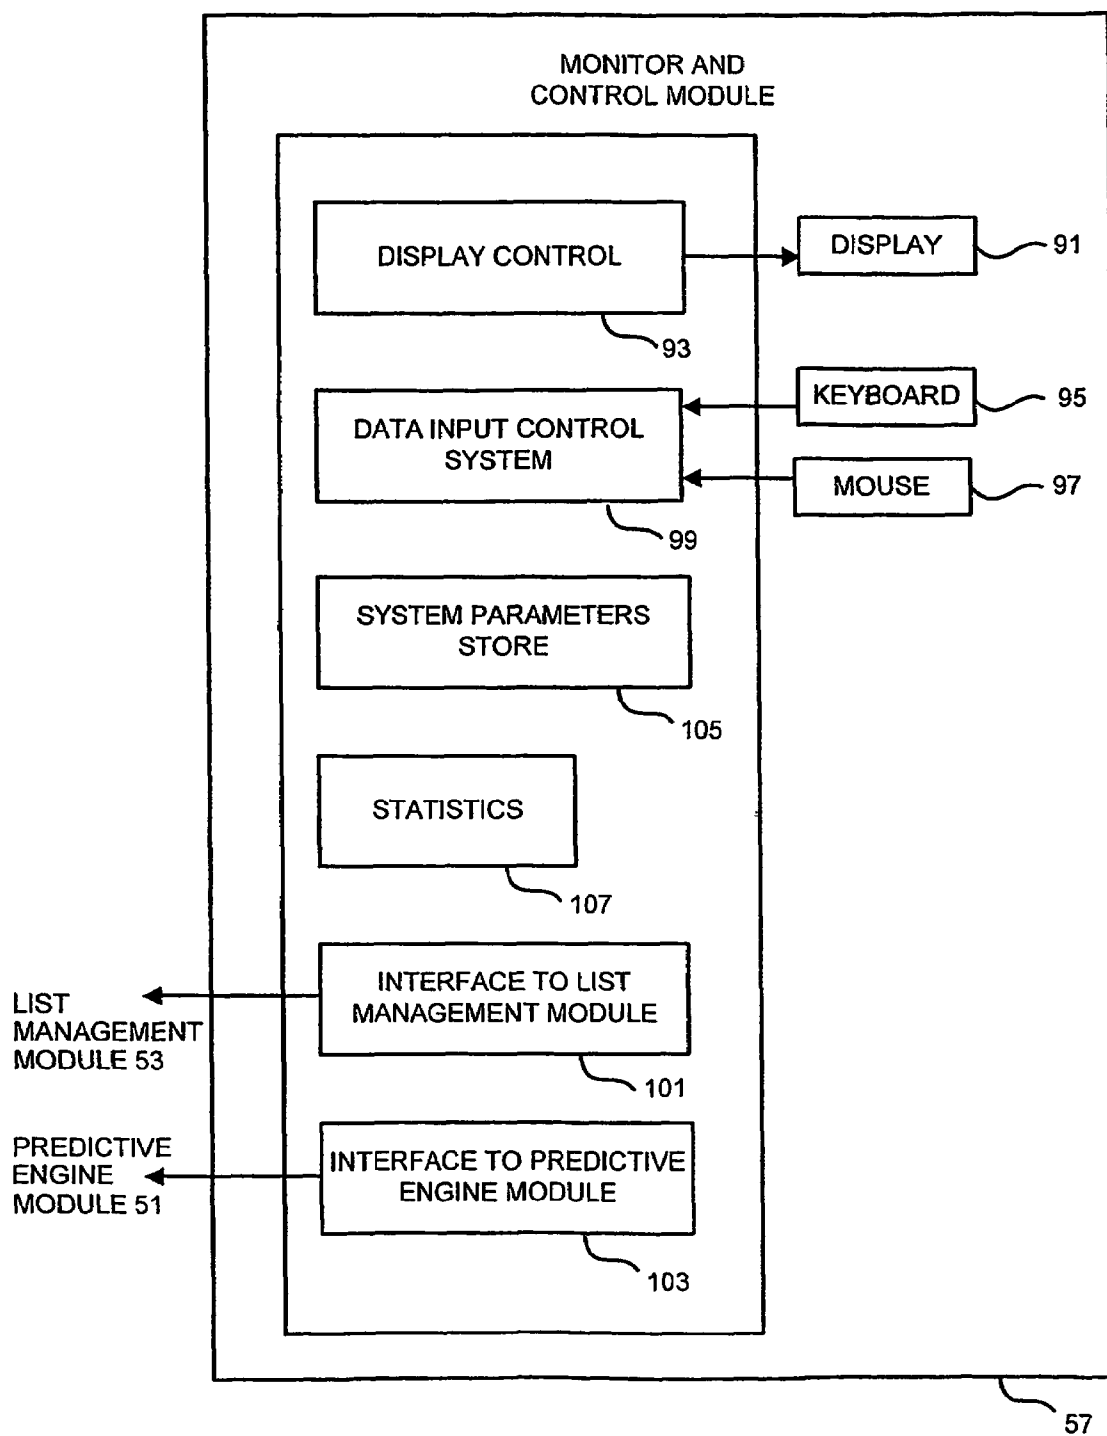 MONITOR AND
CONTROL MODULE
DISPLAY CONTROL
93
DISPLAY
91
DATA INPUT CONTROL
SYSTEM
99
KEYBOARD
95
MOUSE
97
SYSTEM PARAMETERS
STORE
105
STATISTICS
107
INTERFACE TO LIST
MANAGEMENT MODULE
101
LIST
MANAGEMENT
MODULE 53
INTERFACE TO PREDICTIVE
ENGINE MODULE
103
PREDICTIVE
ENGINE
MODULE 51
57